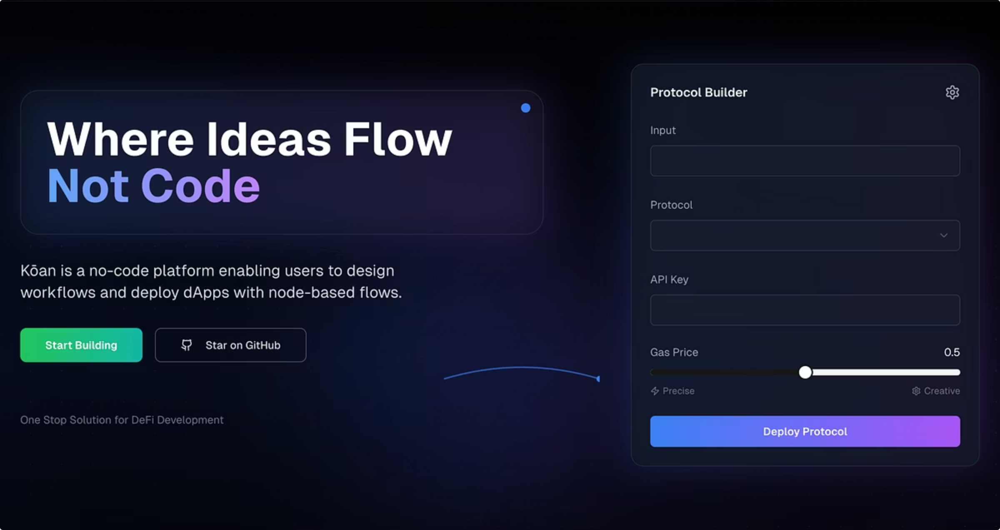 Where Ideas Flow
Not Code
Kōan is a no-code platform enabling users to design
workflows and deploy dApps with node-based flows.
Start Building
Star on GitHub
One Stop Solution for DeFi Development
Protocol Builder
Input
Protocol
API Key
Gas Price 0.5
Precise Creative
Deploy Protocol